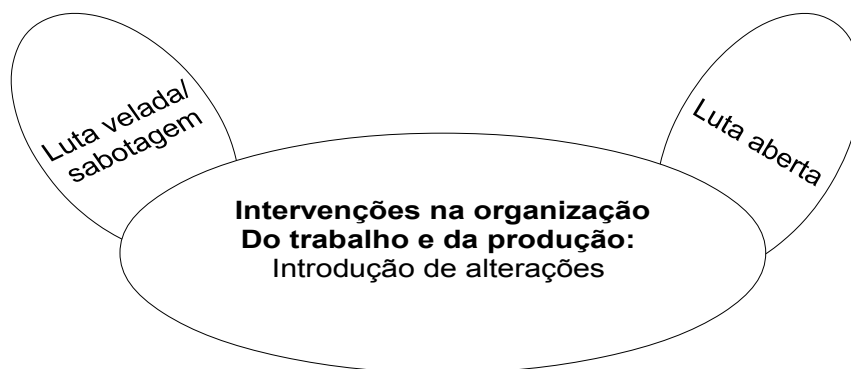 Luta velada/
sabotagem
Luta aberta
Intervenções na organização
Do trabalho e da produção:
Introdução de alterações